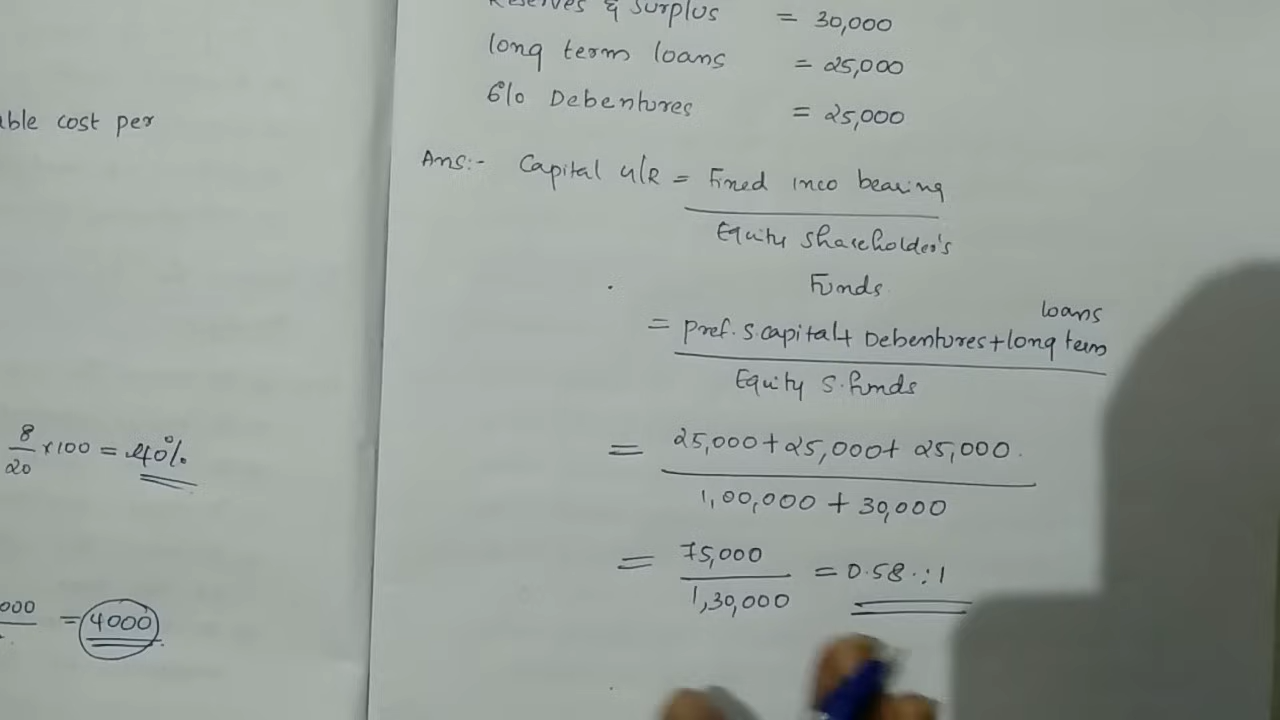 able cost per
8/20 ×100 = 40%
000 = 4000
Reserves & Surplus = 30,000
long term loans = 25,000
6% Debentures = 25,000
Ans:- Capital G/R = Fixed inco bearing
Equity shareholder's
Funds
loans
= Pref. S. capital + Debentures + long term
Equity S. funds
= 25,000 + 25,000 + 25,000.
1,00,000 + 30,000
= 75,000 = 0.58 : 1
1,30,000